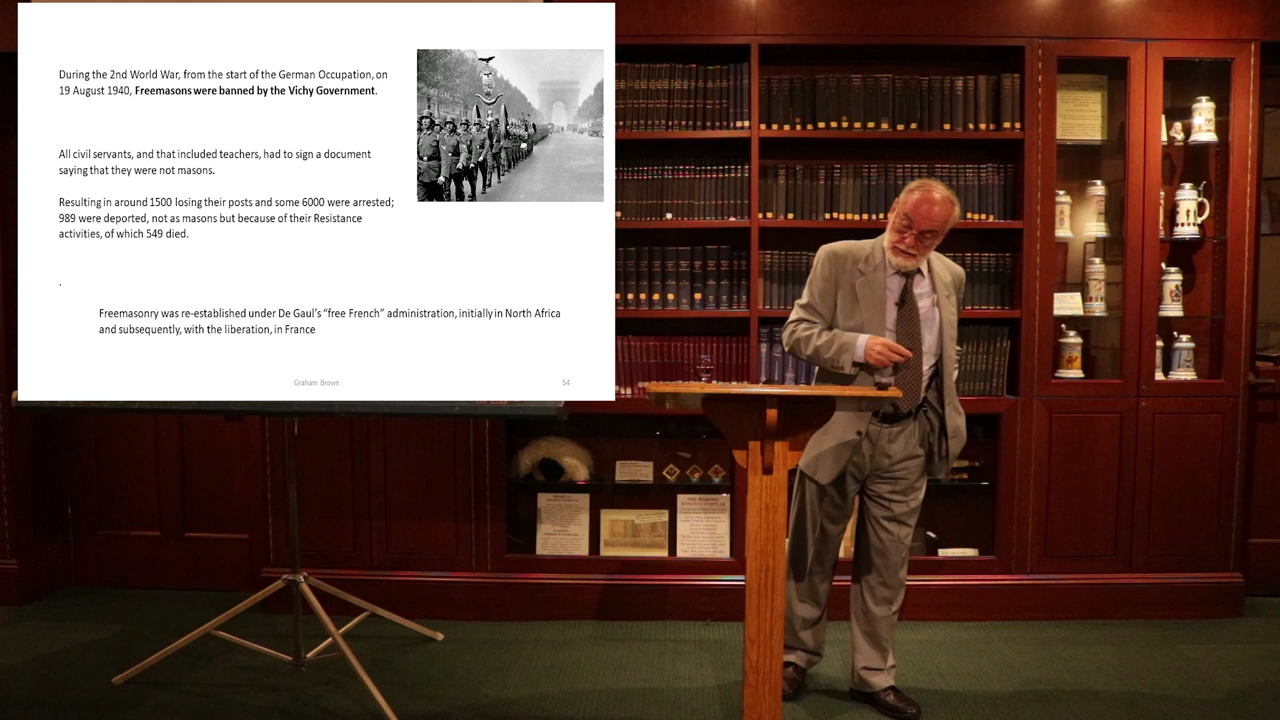 During the 2nd World War, from the start of the German Occupation, on
19 August 1940, Freemasons were banned by the Vichy Government.
All civil servants, and that included teachers, had to sign a document
saying that they were not masons.
Resulting in around 1500 losing their posts and some 6000 were arrested;
989 were deported, not as masons but because of their Resistance
activities, of which 549 died.
.
Freemasonry was re-established under De Gaul's “free French” administration, initially in North Africa
and subsequently, with the liberation, in France
Graham Brown
54